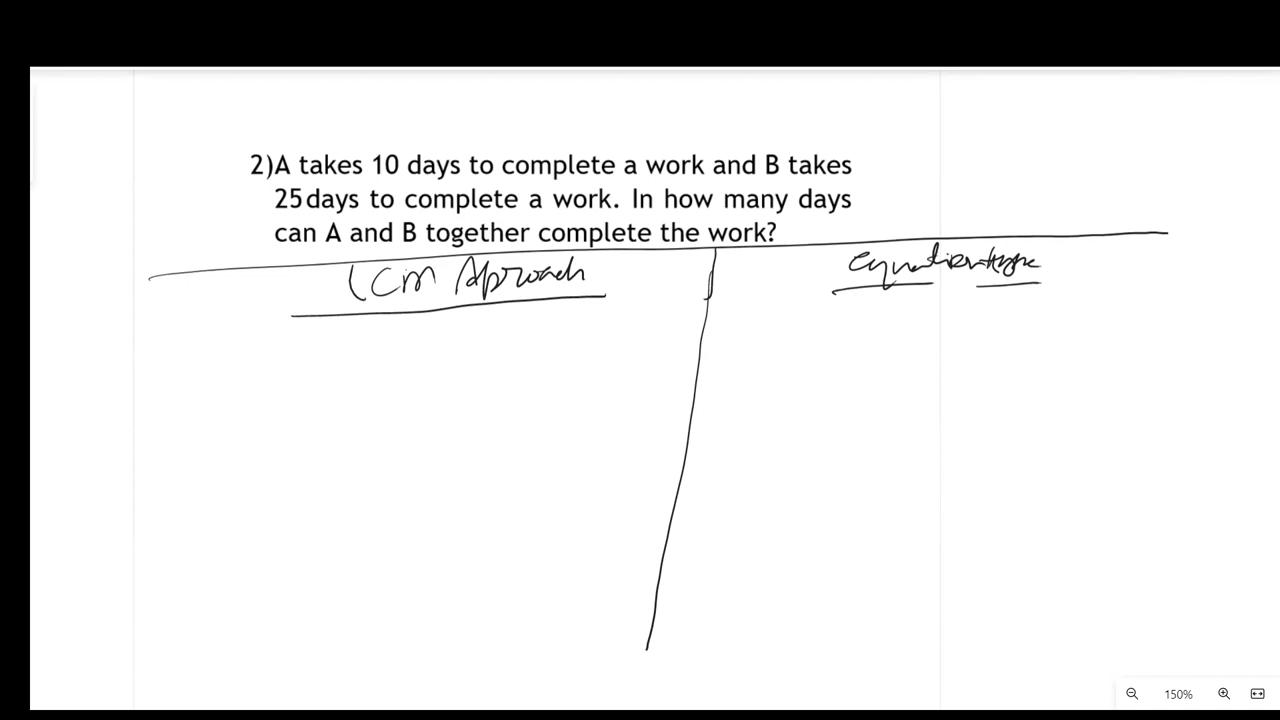 2)A takes 10 days to complete a work and B takes
25days to complete a work. In how many days
can A and B together complete the work?
LCM Approach
equation type
150%